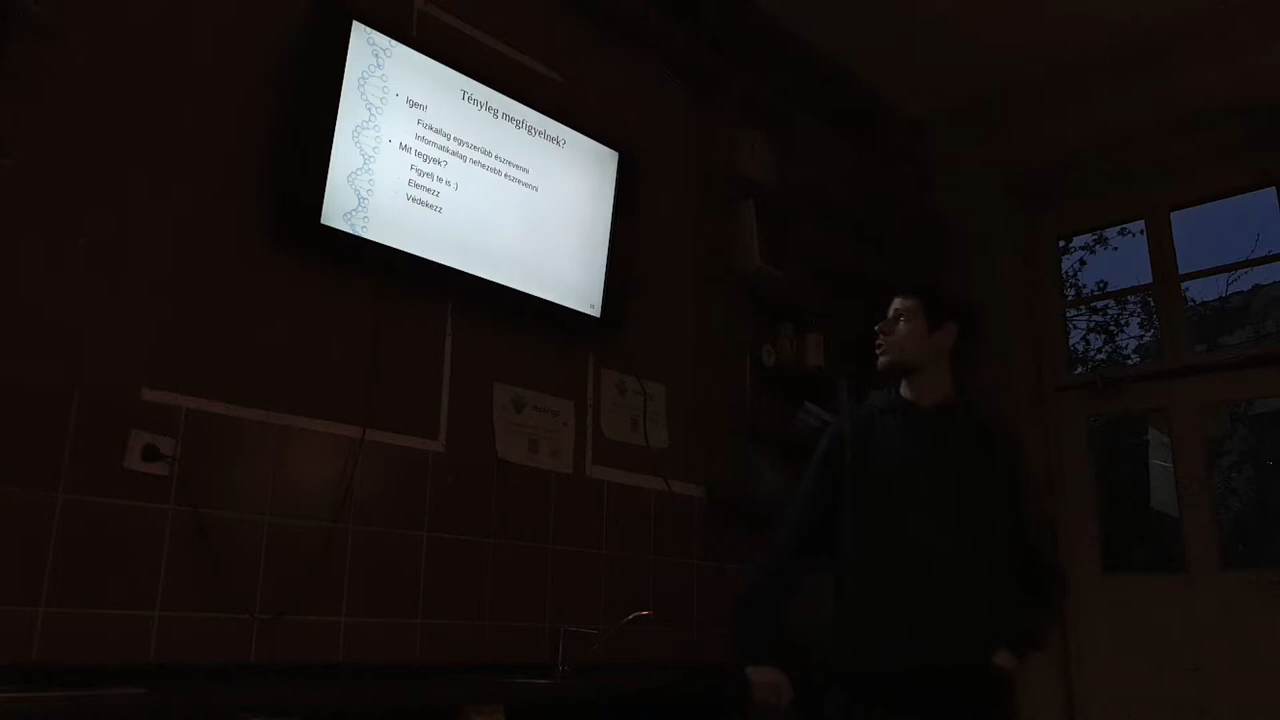 Tényleg megfigyelnek?
• Igen!
Fizikailag egyszerűbb észrevenni
Informatikailag nehezebb észrevenni
• Mit tegyek?
Figyelj te is :)
Elemezz
Védekezz